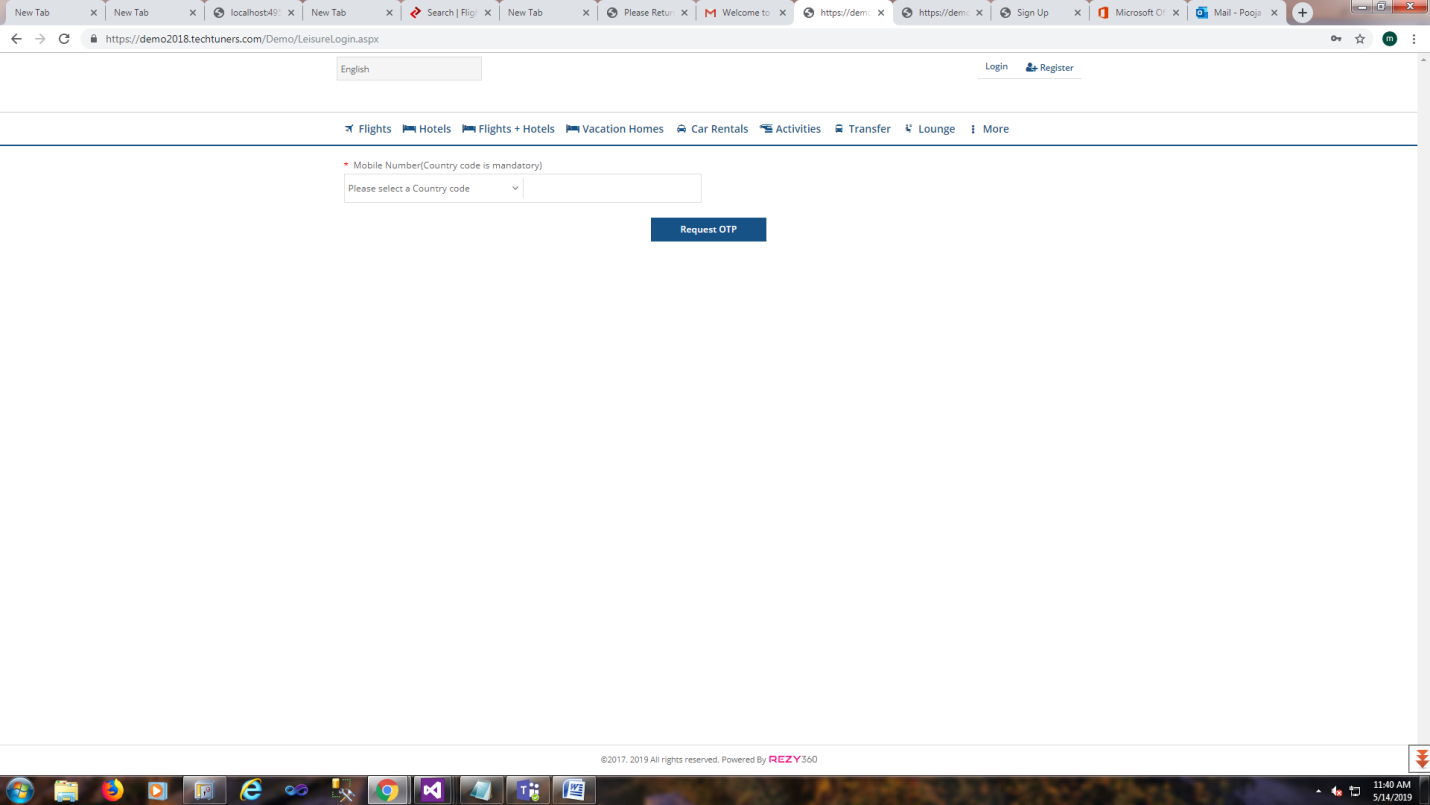 New Tab New Tab localhost:49 New Tab Search | Flig New Tab Please Retur Welcome to https://demo https://demo Sign Up Microsoft Of Mail - Pooja
https://demo2018.techtuners.com/Demo/LeisureLogin.aspx
m
English Login Register
Flights Hotels Flights + Hotels Vacation Homes Car Rentals Activities Transfer Lounge More
* Mobile Number(Country code is mandatory)
Please select a Country code
Request OTP
©2017. 2019 All rights reserved. Powered By REZY360
11:40 AM
5/14/2019